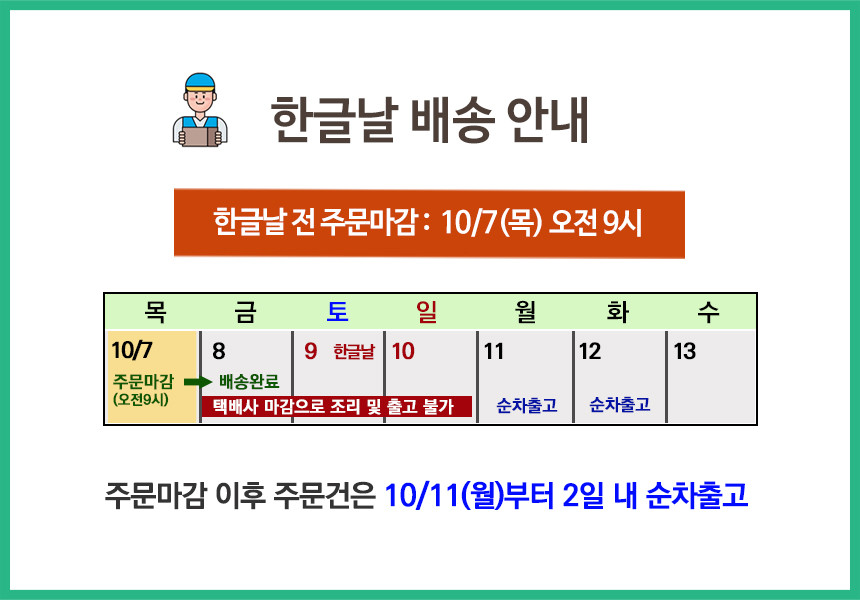 한글날 배송 안내
한글날 전 주문마감 : 10/7(목) 오전 9시
목 금 토 일 월 화 수
10/7 8 9 한글날 10 11 12 13
주문마감 배송완료
(오전9시)
택배사 마감으로 조리 및 출고 불가 순차출고 순차출고
주문마감 이후 주문건은 10/11(월)부터 2일 내 순차출고